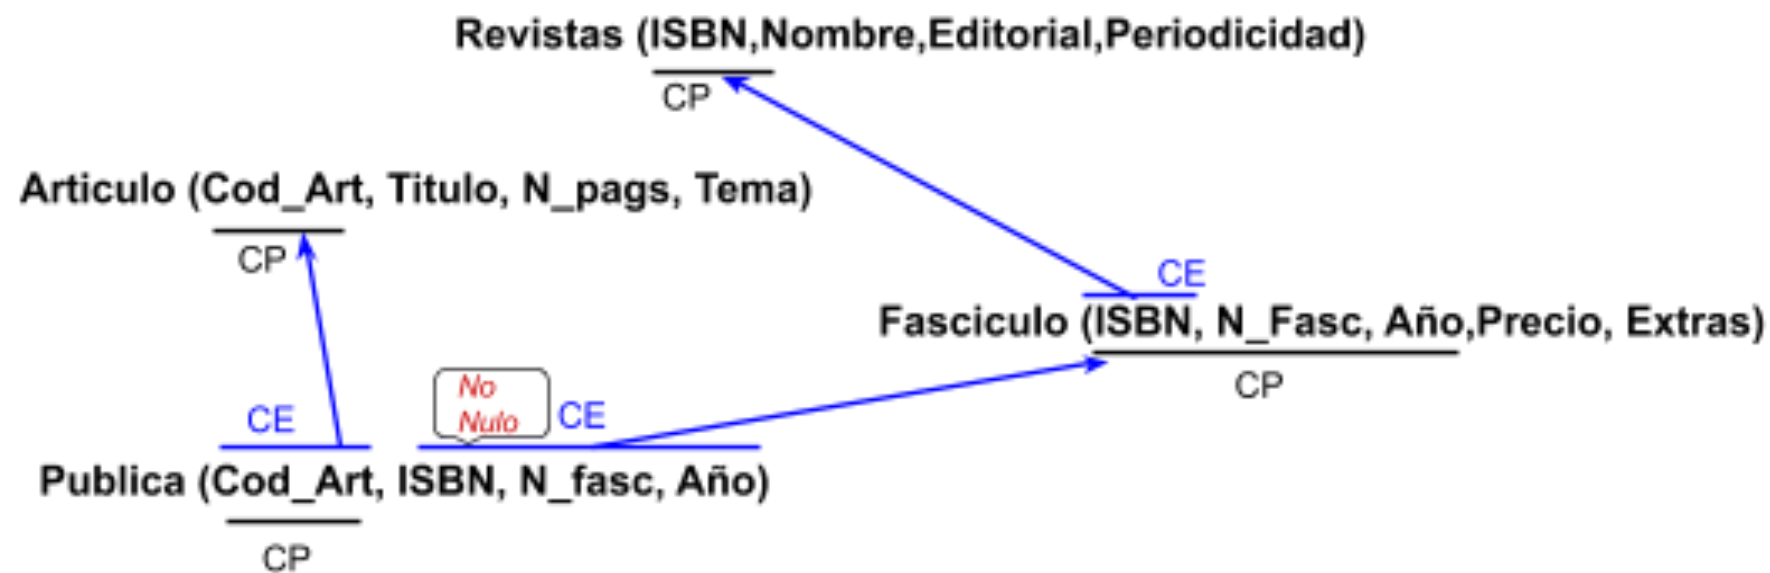 Revistas (ISBN,Nombre,Editorial,Periodicidad)
CP
Articulo (Cod_Art, Titulo, N_pags, Tema)
CP
CE
Fasciculo (ISBN, N_Fasc, Año,Precio, Extras)
CP
No
Nulo
CE
CE
Publica (Cod_Art, ISBN, N_fasc, Año)
CP